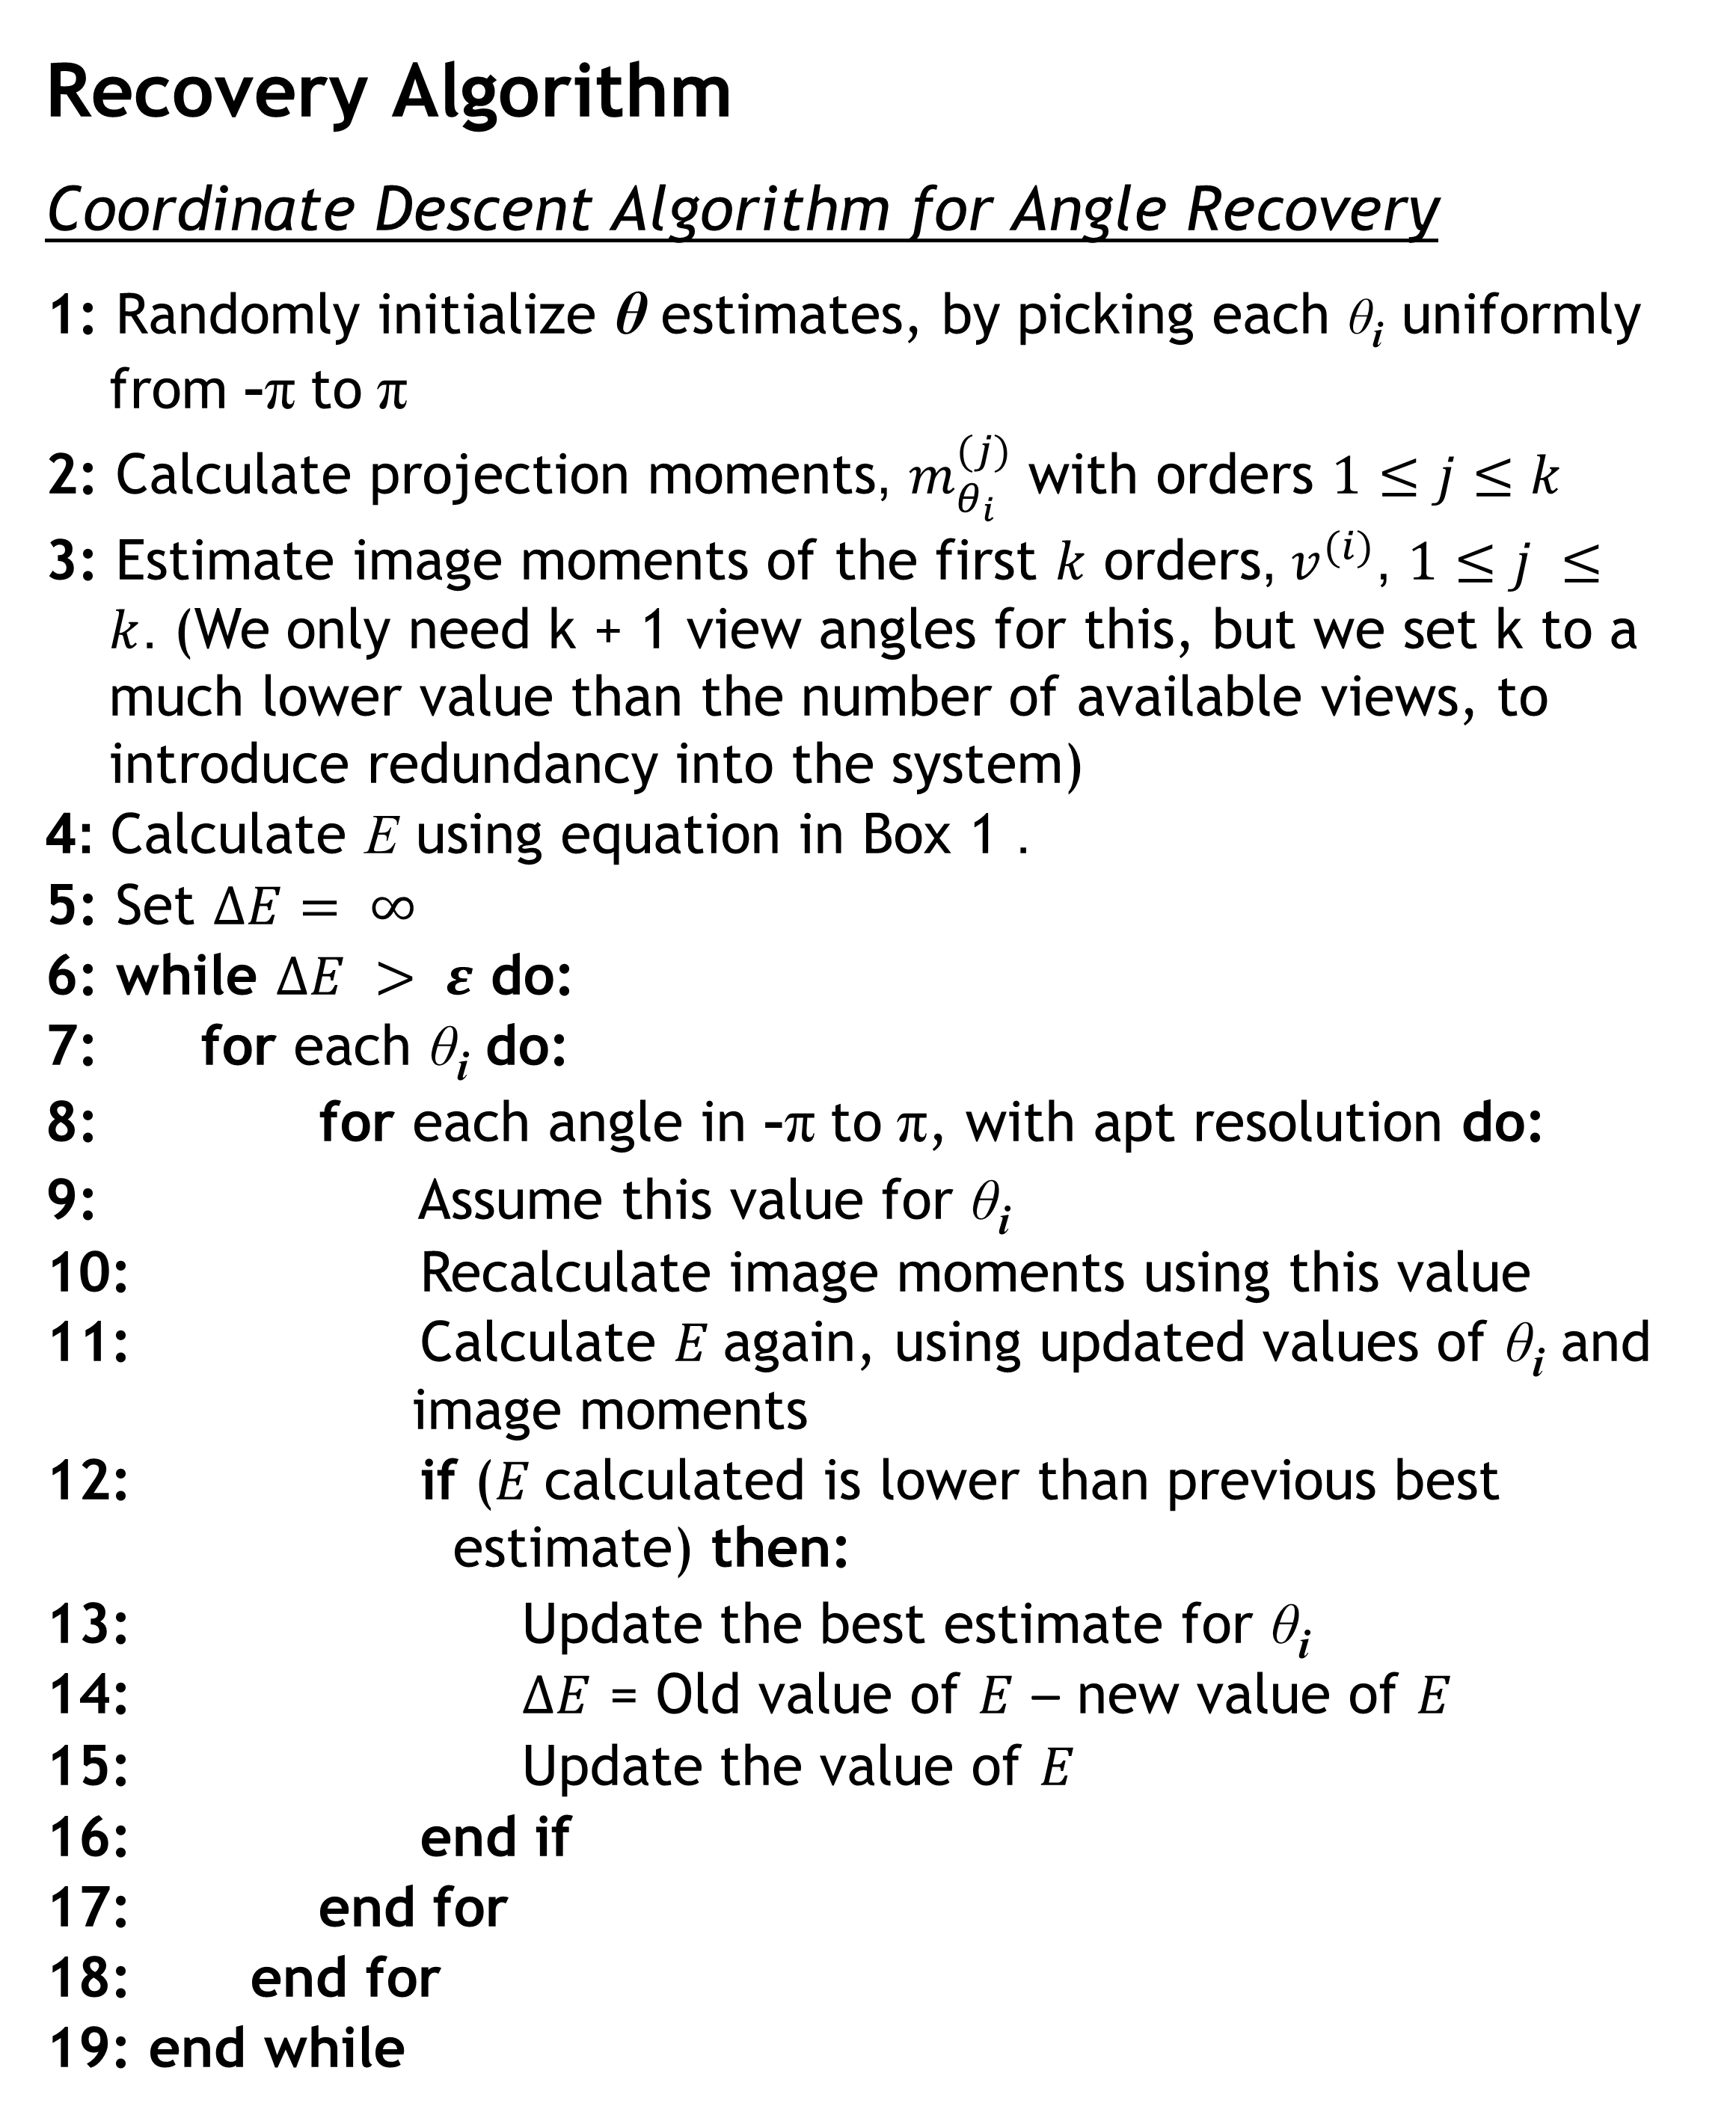 Recovery Algorithm
Coordinate Descent Algorithm for Angle Recovery
1: Randomly initialize 𝜽 estimates, by picking each θᵢ uniformly
from -π to π
2: Calculate projection moments, m_{θ_i}^{(j)} with orders 1 ≤ j ≤ k
3: Estimate image moments of the first k orders, v^{(i)}, 1 ≤ j ≤
k. (We only need k + 1 view angles for this, but we set k to a
much lower value than the number of available views, to
introduce redundancy into the system)
4: Calculate E using equation in Box 1 .
5: Set ΔE = ∞
6: while ΔE > ε do:
7: for each θᵢ do:
8: for each angle in -π to π, with apt resolution do:
9: Assume this value for θᵢ
10: Recalculate image moments using this value
11: Calculate E again, using updated values of θᵢ and
image moments
12: if (E calculated is lower than previous best
estimate) then:
13: Update the best estimate for θᵢ
14: ΔE = Old value of E – new value of E
15: Update the value of E
16: end if
17: end for
18: end for
19: end while